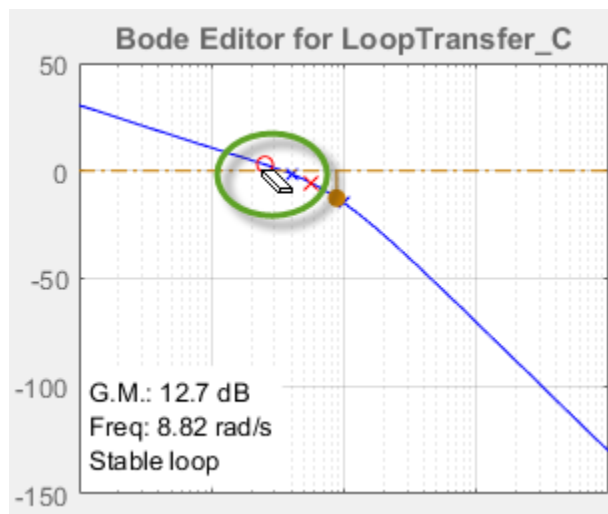 Bode Editor for LoopTransfer_C
50
0
-50
-100
-150
G.M.: 12.7 dB
Freq: 8.82 rad/s
Stable loop